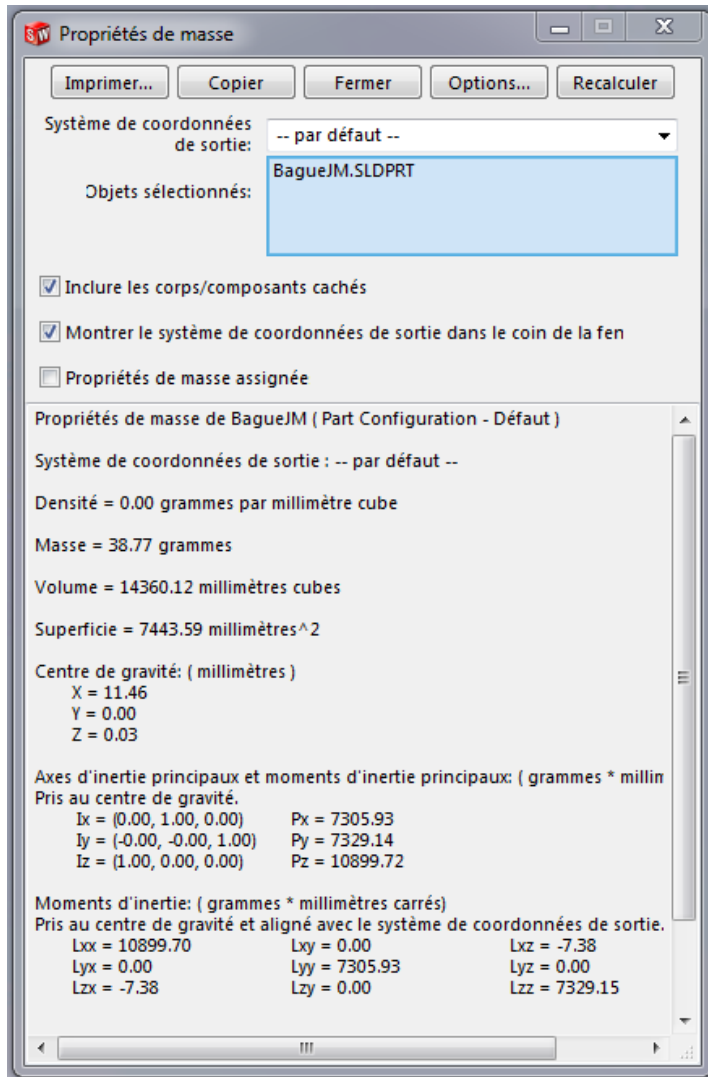 SW Propriétés de masse
Imprimer... Copier Fermer Options... Recalculer
Système de coordonnées
de sortie: -- par défaut --
Objets sélectionnés: BagueJM.SLDPRT
Inclure les corps/composants cachés
Montrer le système de coordonnées de sortie dans le coin de la fen
Propriétés de masse assignée
Propriétés de masse de BagueJM ( Part Configuration - Défaut )
Système de coordonnées de sortie : -- par défaut --
Densité = 0.00 grammes par millimètre cube
Masse = 38.77 grammes
Volume = 14360.12 millimètres cubes
Superficie = 7443.59 millimètres^2
Centre de gravité: ( millimètres )
X = 11.46
Y = 0.00
Z = 0.03
Axes d'inertie principaux et moments d'inertie principaux: ( grammes * millim
Pris au centre de gravité.
Ix = (0.00, 1.00, 0.00) Px = 7305.93
Iy = (-0.00, -0.00, 1.00) Py = 7329.14
Iz = (1.00, 0.00, 0.00) Pz = 10899.72
Moments d'inertie: ( grammes * millimètres carrés)
Pris au centre de gravité et aligné avec le système de coordonnées de sortie.
Lxx = 10899.70 Lxy = 0.00 Lxz = -7.38
Lyx = 0.00 Lyy = 7305.93 Lyz = 0.00
Lzx = -7.38 Lzy = 0.00 Lzz = 7329.15